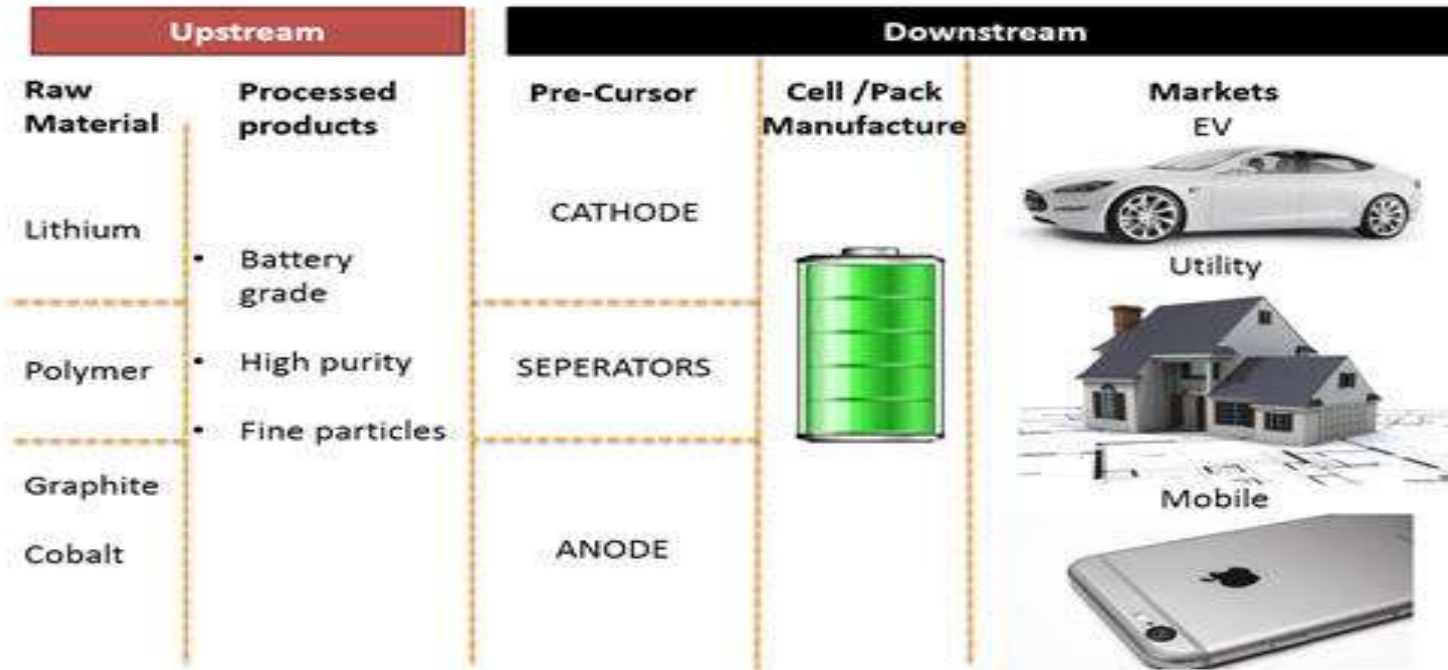 Upstream
Downstream
Raw
Material
Processed
products
Pre-Cursor
Cell /Pack
Manufacture
Markets
EV
Lithium
• Battery
grade
CATHODE
Utility
Polymer
• High purity
SEPERATORS
• Fine particles
Graphite
Mobile
Cobalt
ANODE